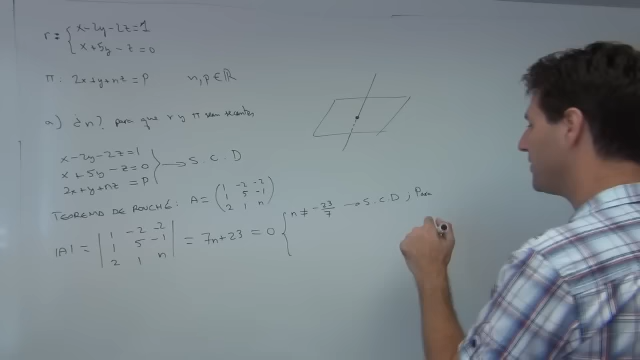 r ≡ { x-2y-2z=1
x+5y-z=0
π. 2x+y+nz=P n,p∈ℝ
a) ¿n? para que r y π sean secantes
x-2y-2z=1
x+5y-z=0 } → S.C.D
2x+y+nz=P
TEOREMA DE ROUCHÉ: A = ( 1 -2 -2
1 5 -1
2 1 n )
|A| = | 1 -2 -2
1 5 -1
2 1 n | = 7n+23 = 0 { n ≠ -23/7 → S.C.D, Para